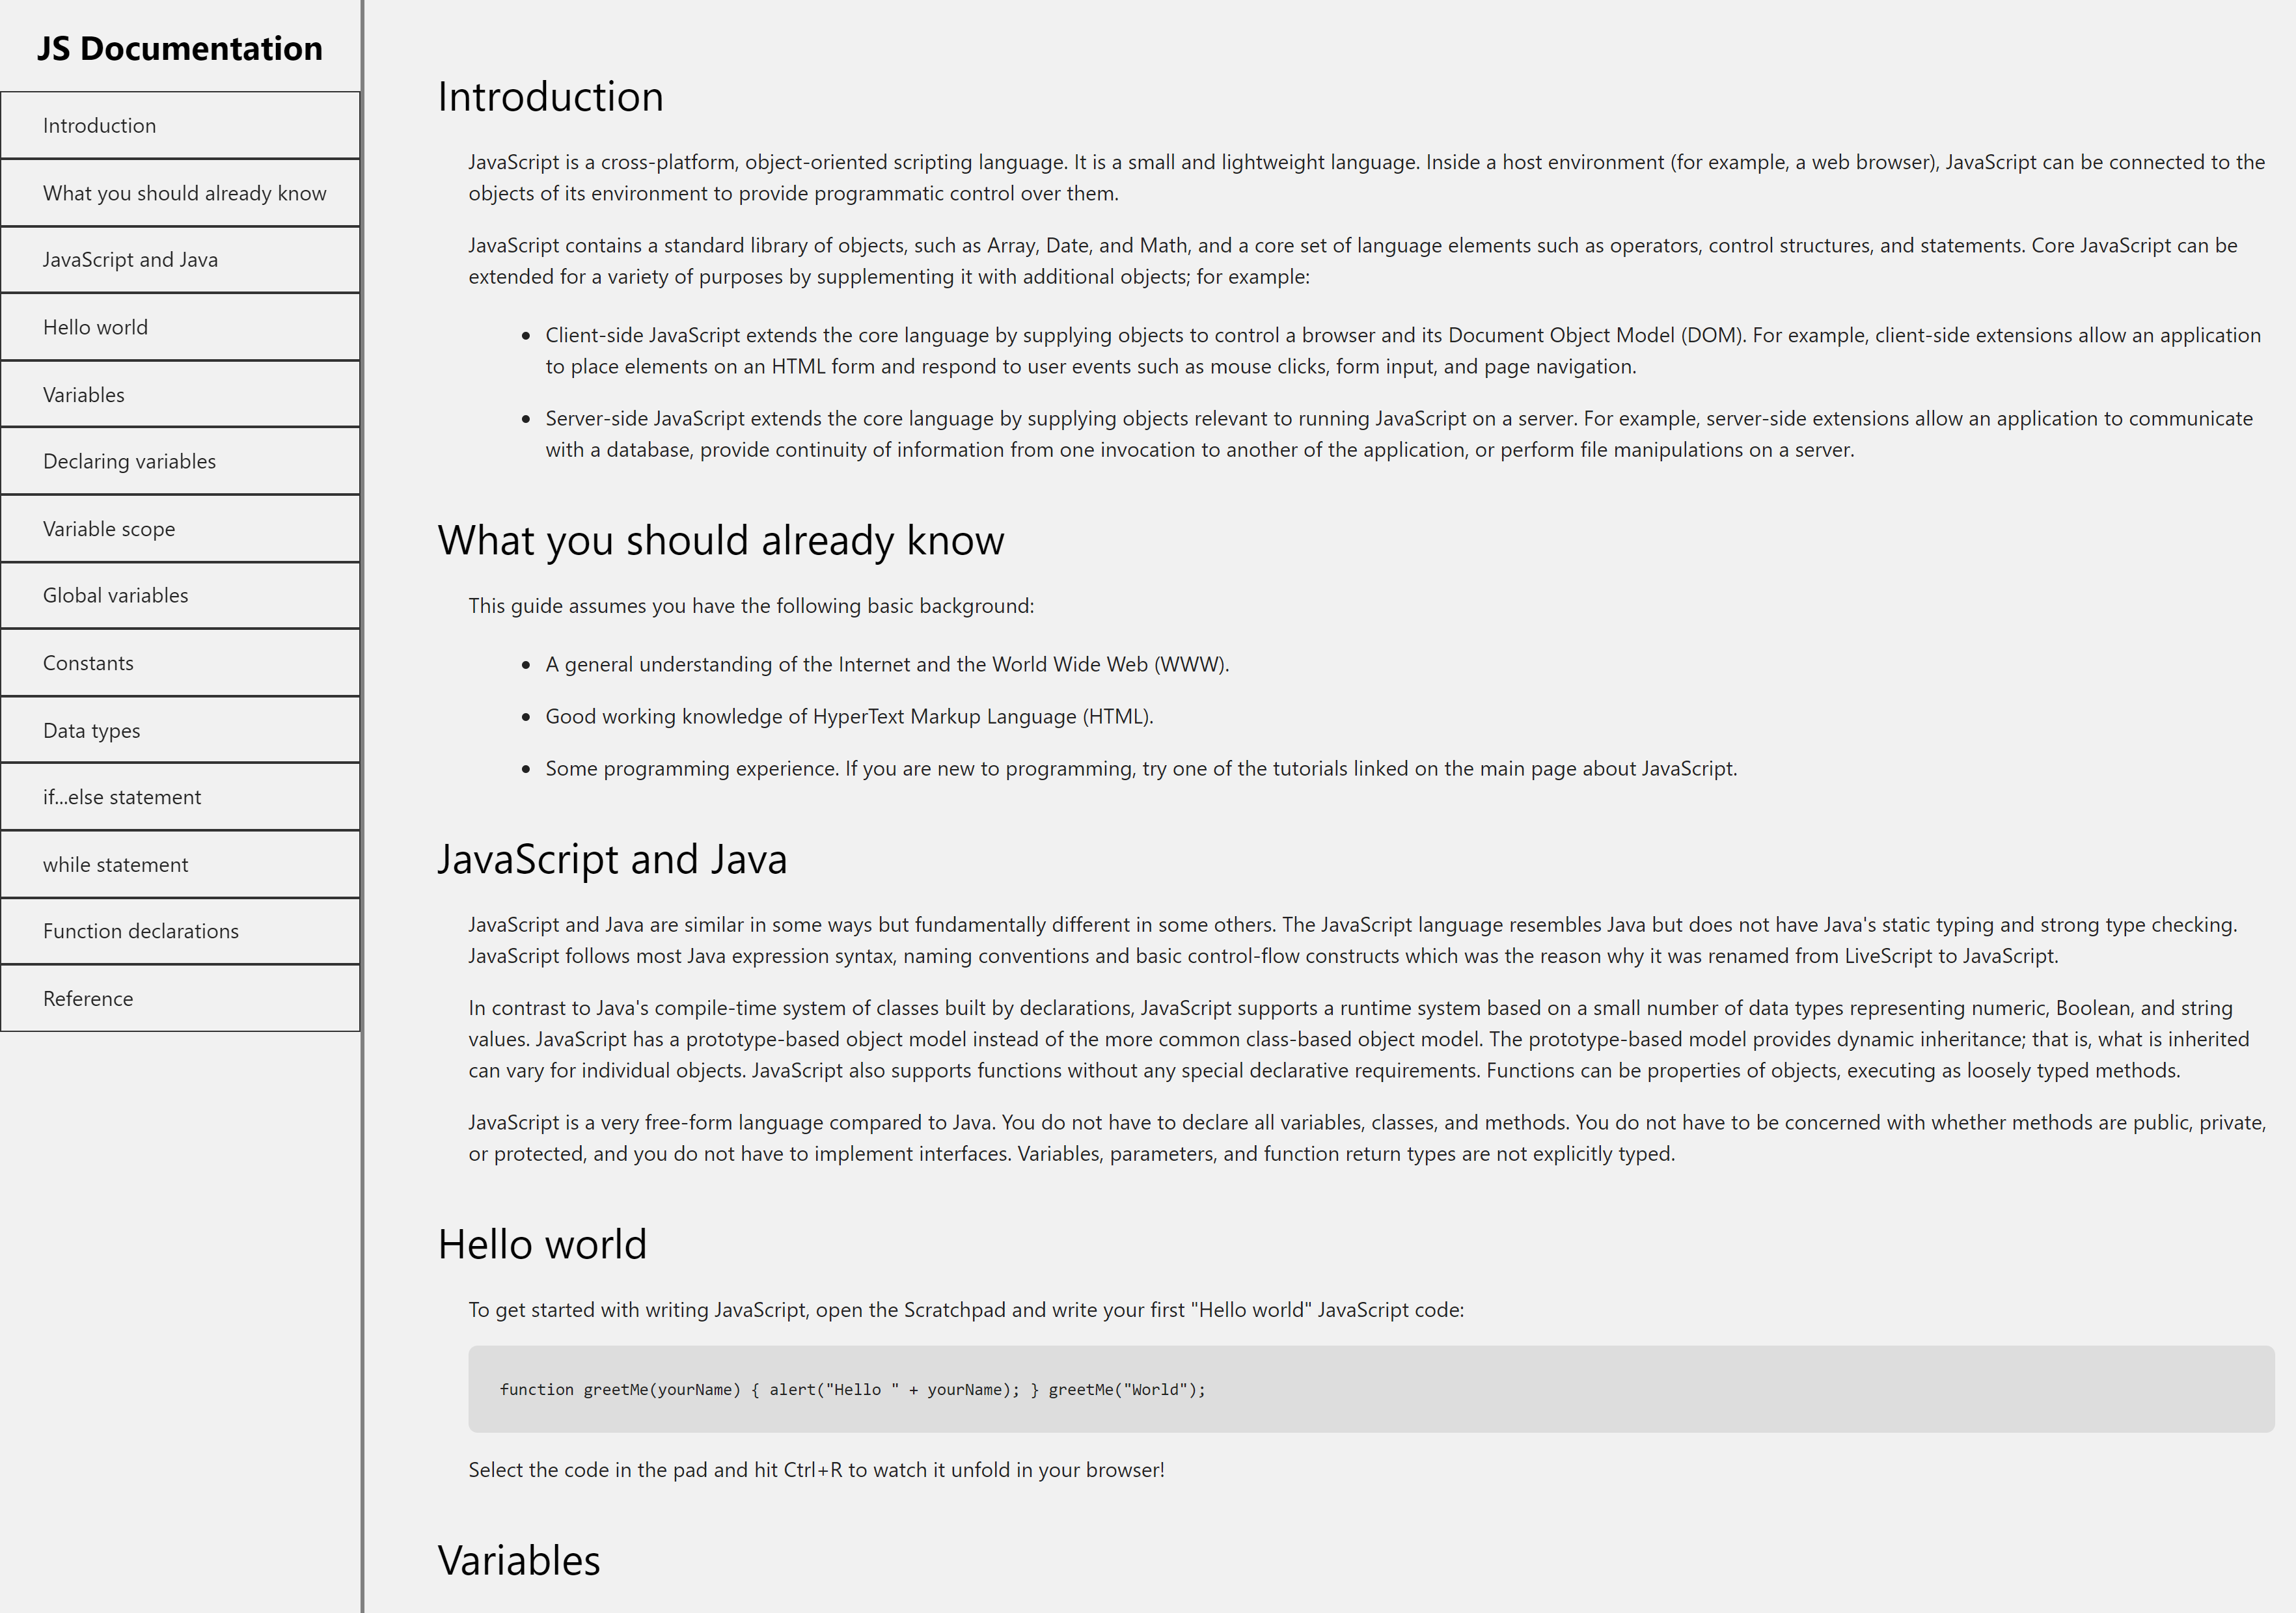 JS Documentation
Introduction
What you should already know
JavaScript and Java
Hello world
Variables
Declaring variables
Variable scope
Global variables
Constants
Data types
if...else statement
while statement
Function declarations
Reference
Introduction
JavaScript is a cross-platform, object-oriented scripting language. It is a small and lightweight language. Inside a host environment (for example, a web browser), JavaScript can be connected to the
objects of its environment to provide programmatic control over them.
JavaScript contains a standard library of objects, such as Array, Date, and Math, and a core set of language elements such as operators, control structures, and statements. Core JavaScript can be
extended for a variety of purposes by supplementing it with additional objects; for example:
• Client-side JavaScript extends the core language by supplying objects to control a browser and its Document Object Model (DOM). For example, client-side extensions allow an application
to place elements on an HTML form and respond to user events such as mouse clicks, form input, and page navigation.
• Server-side JavaScript extends the core language by supplying objects relevant to running JavaScript on a server. For example, server-side extensions allow an application to communicate
with a database, provide continuity of information from one invocation to another of the application, or perform file manipulations on a server.
What you should already know
This guide assumes you have the following basic background:
• A general understanding of the Internet and the World Wide Web (WWW).
• Good working knowledge of HyperText Markup Language (HTML).
• Some programming experience. If you are new to programming, try one of the tutorials linked on the main page about JavaScript.
JavaScript and Java
JavaScript and Java are similar in some ways but fundamentally different in some others. The JavaScript language resembles Java but does not have Java's static typing and strong type checking.
JavaScript follows most Java expression syntax, naming conventions and basic control-flow constructs which was the reason why it was renamed from LiveScript to JavaScript.
In contrast to Java's compile-time system of classes built by declarations, JavaScript supports a runtime system based on a small number of data types representing numeric, Boolean, and string
values. JavaScript has a prototype-based object model instead of the more common class-based object model. The prototype-based model provides dynamic inheritance; that is, what is inherited
can vary for individual objects. JavaScript also supports functions without any special declarative requirements. Functions can be properties of objects, executing as loosely typed methods.
JavaScript is a very free-form language compared to Java. You do not have to declare all variables, classes, and methods. You do not have to be concerned with whether methods are public, private,
or protected, and you do not have to implement interfaces. Variables, parameters, and function return types are not explicitly typed.
Hello world
To get started with writing JavaScript, open the Scratchpad and write your first "Hello world" JavaScript code:
function greetMe(yourName) { alert("Hello " + yourName); } greetMe("World");
Select the code in the pad and hit Ctrl+R to watch it unfold in your browser!
Variables